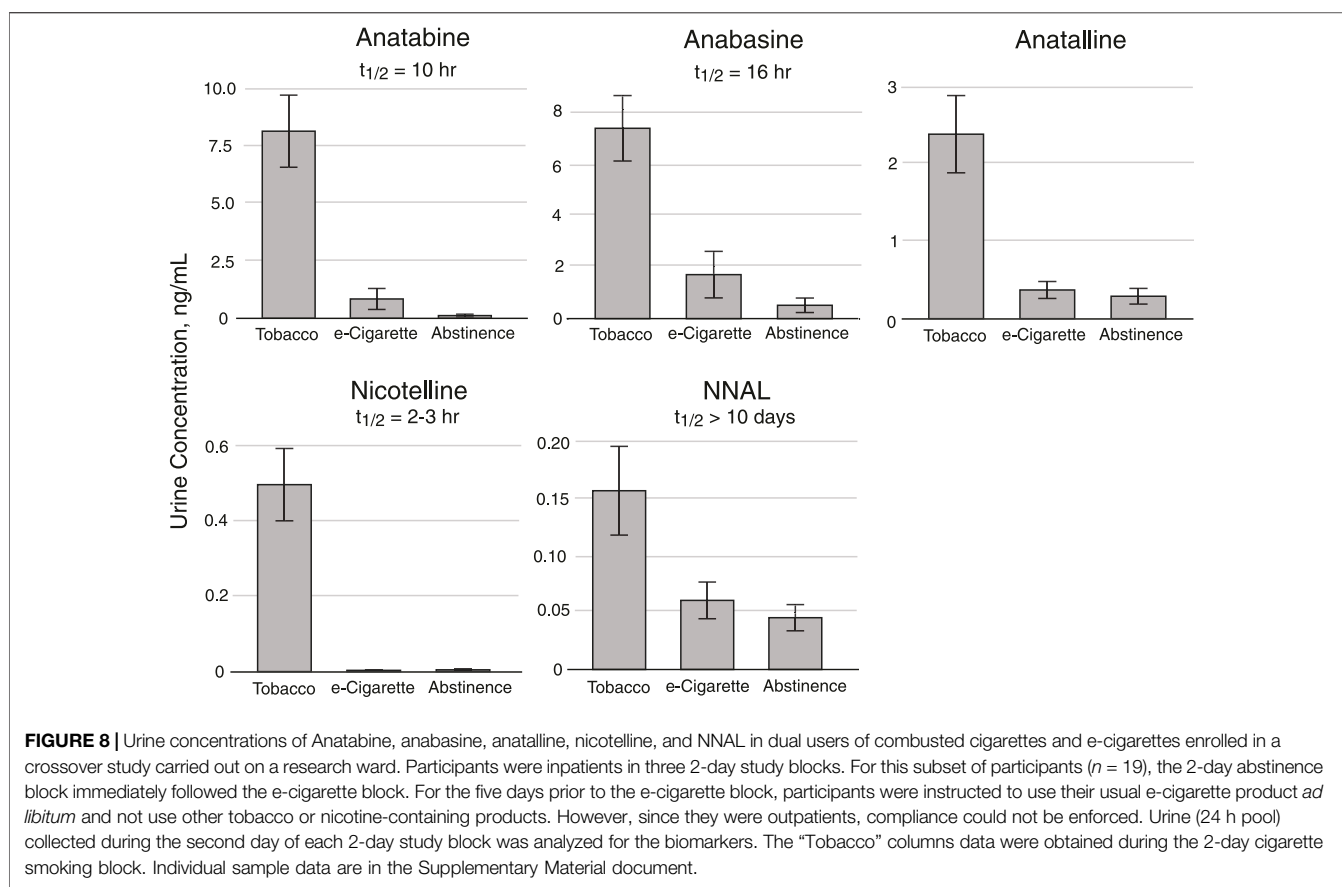 Anatabine
t1/2 = 10 hr
10.0
7.5
5.0
2.5
0
Tobacco e-Cigarette Abstinence
Anabasine
t1/2 = 16 hr
8
6
4
2
0
Tobacco e-Cigarette Abstinence
Anatalline
3
2
1
0
Tobacco e-Cigarette Abstinence
Urine Concentration, ng/mL
Nicotelline
t1/2 = 2-3 hr
0.6
0.4
0.2
0
Tobacco e-Cigarette Abstinence
NNAL
t1/2 > 10 days
0.20
0.15
0.10
0.05
0
Tobacco e-Cigarette Abstinence
FIGURE 8 | Urine concentrations of Anatabine, anabasine, anatalline, nicotelline, and NNAL in dual users of combusted cigarettes and e-cigarettes enrolled in a
crossover study carried out on a research ward. Participants were inpatients in three 2-day study blocks. For this subset of participants (n = 19), the 2-day abstinence
block immediately followed the e-cigarette block. For the five days prior to the e-cigarette block, participants were instructed to use their usual e-cigarette product ad
libitum and not use other tobacco or nicotine-containing products. However, since they were outpatients, compliance could not be enforced. Urine (24 h pool)
collected during the second day of each 2-day study block was analyzed for the biomarkers. The “Tobacco” columns data were obtained during the 2-day cigarette
smoking block. Individual sample data are in the Supplementary Material document.